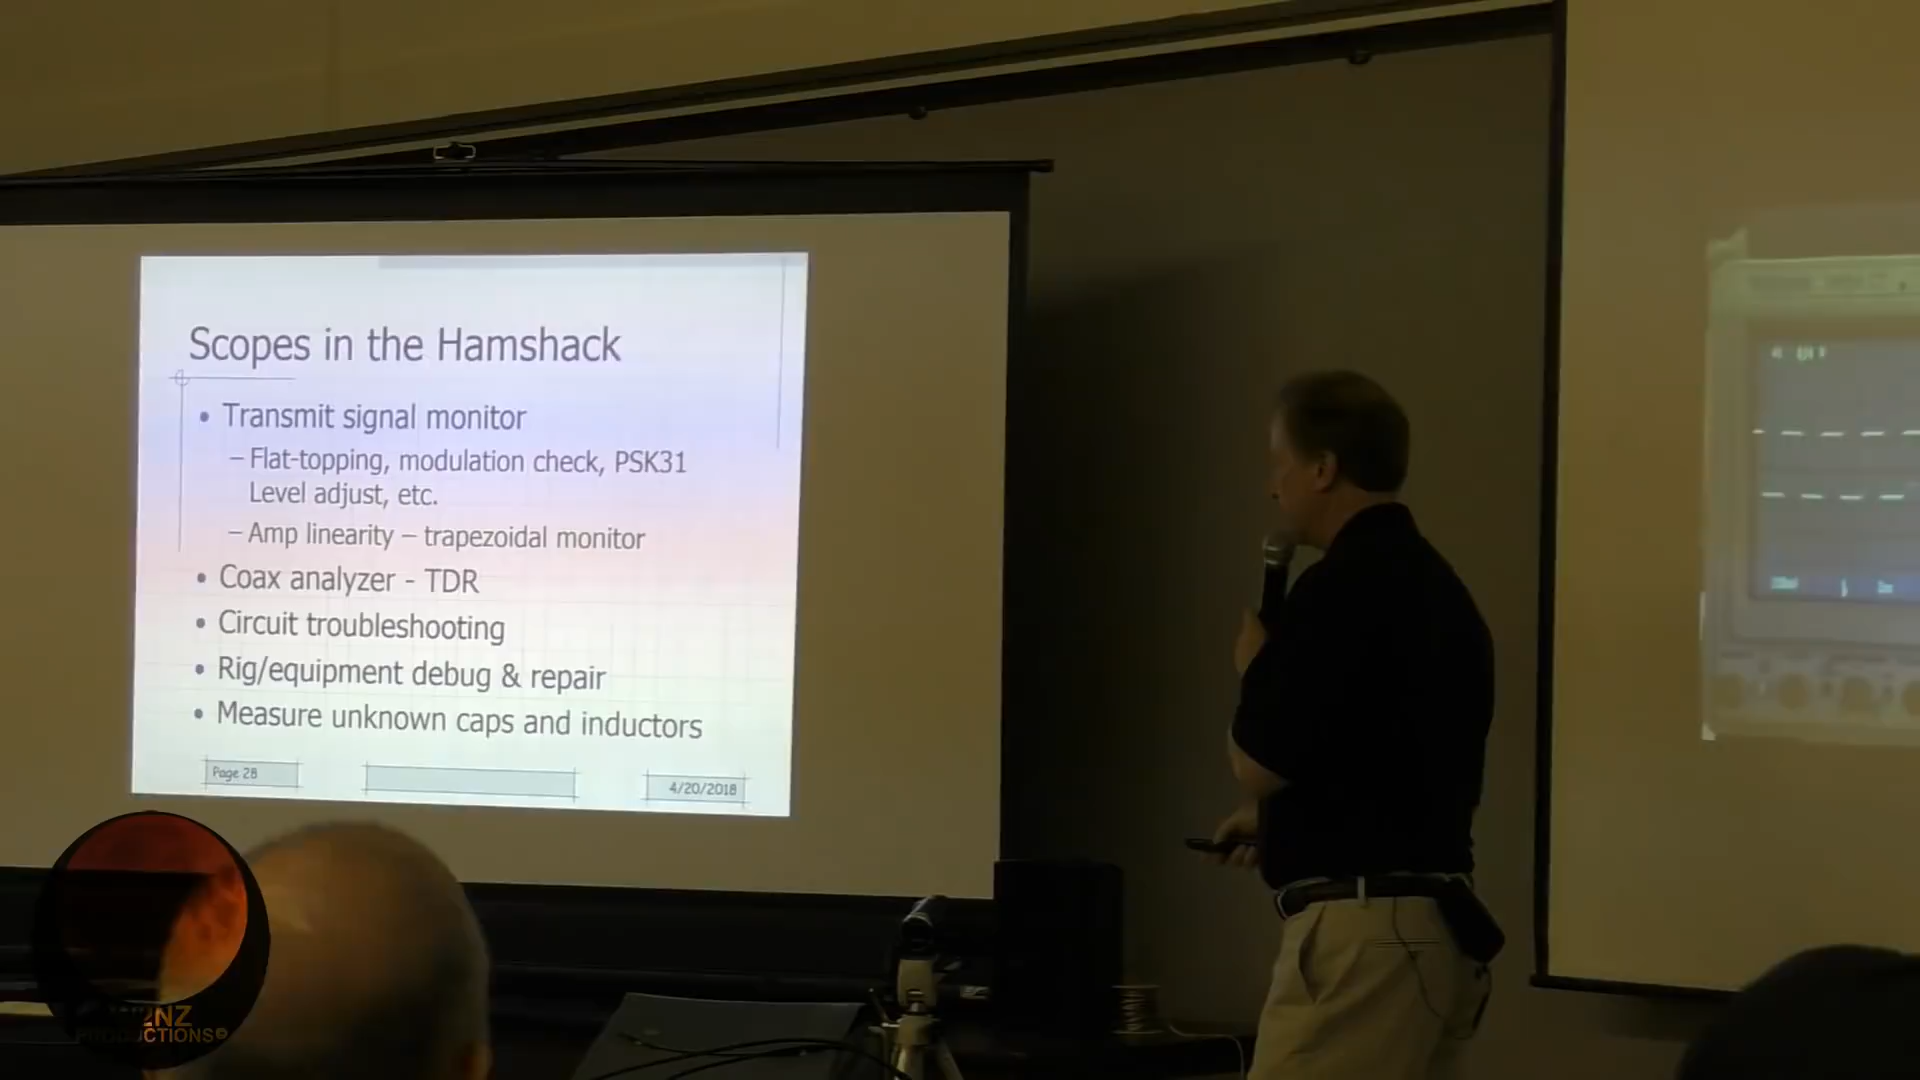 Scopes in the Hamshack
• Transmit signal monitor
– Flat-topping, modulation check, PSK31
Level adjust, etc.
– Amp linearity – trapezoidal monitor
• Coax analyzer - TDR
• Circuit troubleshooting
• Rig/equipment debug & repair
• Measure unknown caps and inductors
Page 28
4/20/2018
PRODUCTIONS©